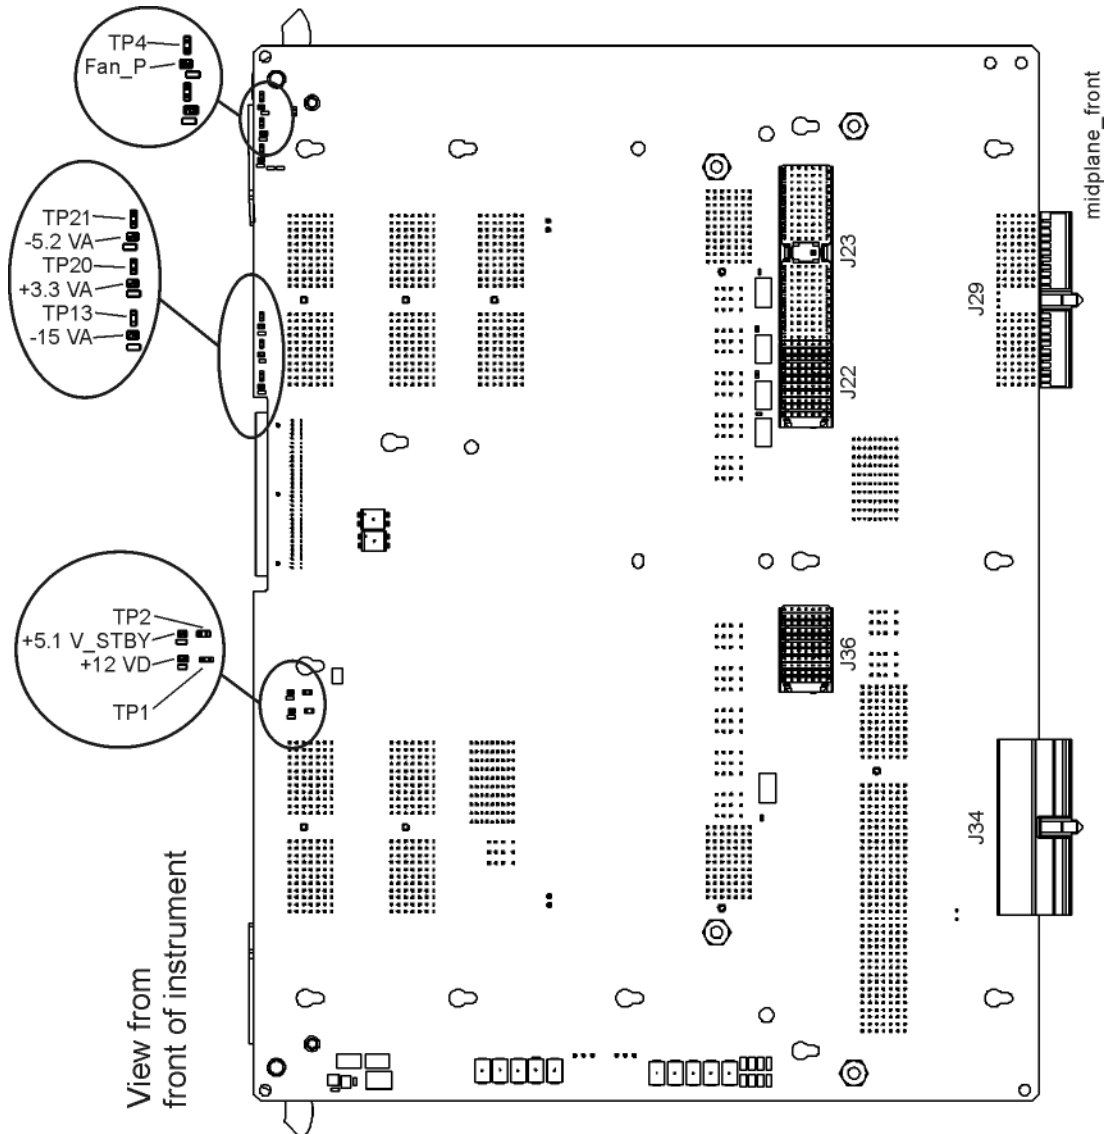 TP4
Fan_P
TP21
-5.2 VA
TP20
+3.3 VA
TP13
-15 VA
TP2
+5.1 V_STBY
+12 VD
TP1
J23
J22
J29
J36
J34
midplane_front
View from
front of instrument